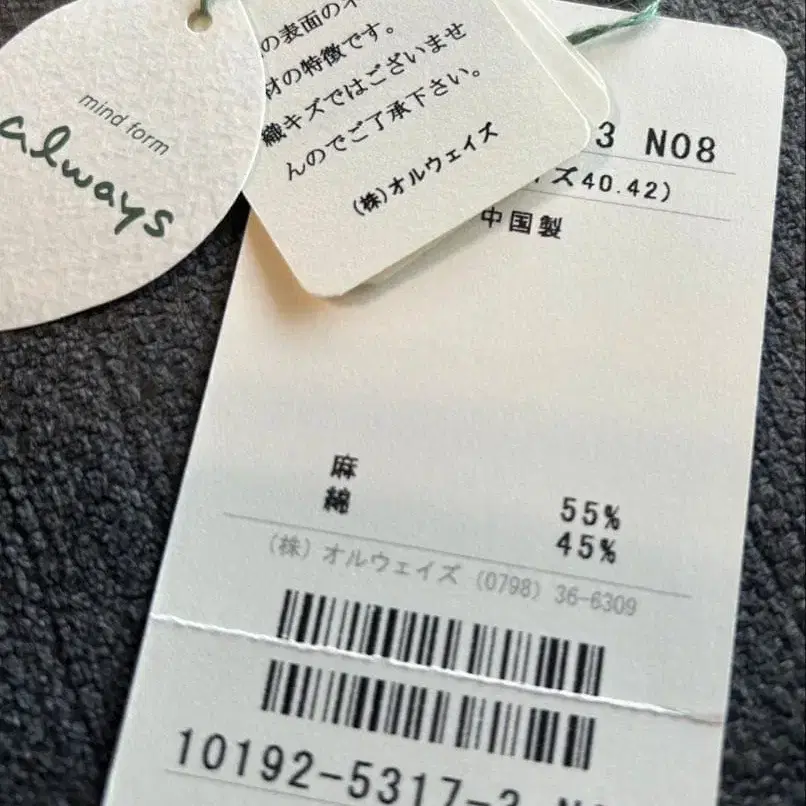 mind form
always
の表面のネ
材の特徴です。
織キズではございませ
んのでご了承下さい。
(株)オルウェイズ
3 N08
イズ40.42)
中国製
麻 55%
綿 45%
(株) オルウェイズ (0798) 36-6309
10192-5317-3